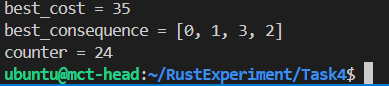 best_cost = 35
best_consequence = [0, 1, 3, 2]
counter = 24
ubuntu@mct-head:~/RustExperiment/Task4$